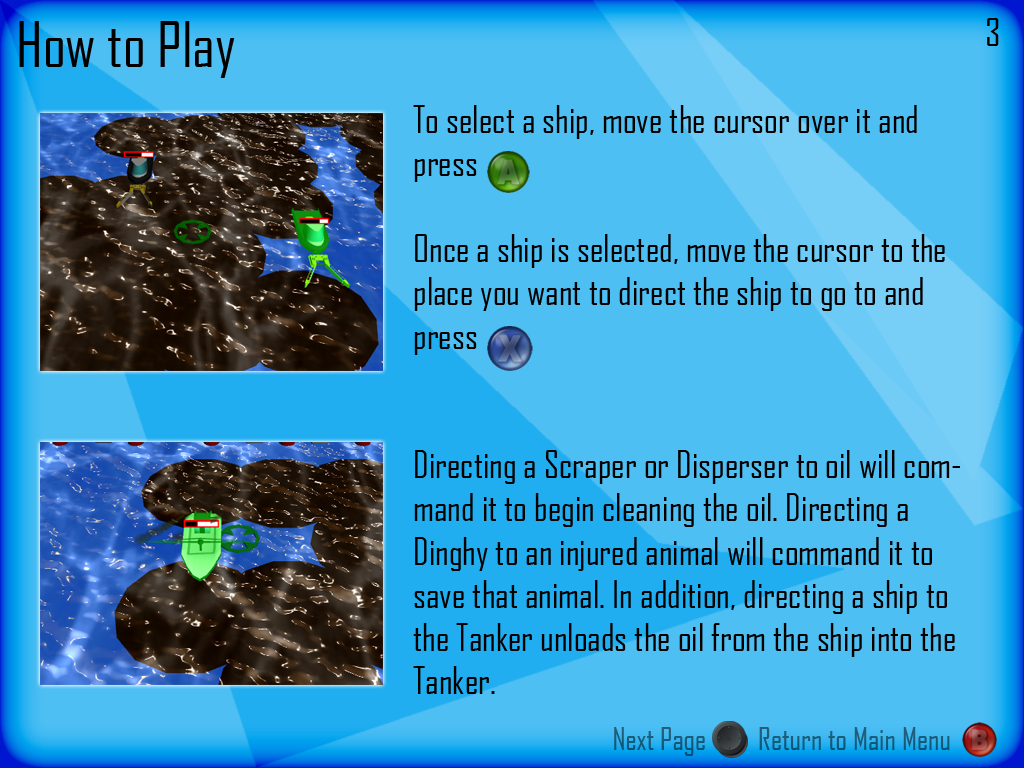 How to Play
3
To select a ship, move the cursor over it and
press A
Once a ship is selected, move the cursor to the
place you want to direct the ship to go to and
press X
Directing a Scraper or Disperser to oil will com-
mand it to begin cleaning the oil. Directing a
Dinghy to an injured animal will command it to
save that animal. In addition, directing a ship to
the Tanker unloads the oil from the ship into the
Tanker.
Next Page Return to Main Menu B